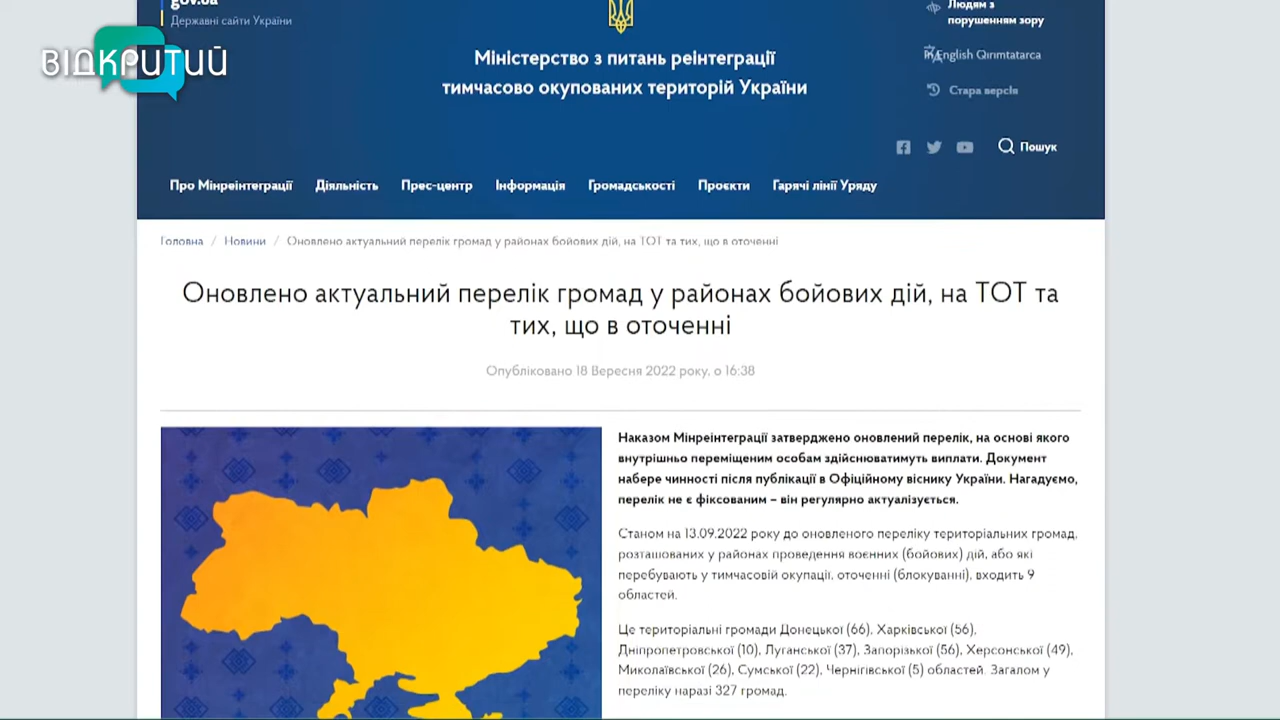 gov.ua
Державні сайти України
ВІДКРИТИЙ
Людям з
порушенням зору
Міністерство з питань реінтеграції
тимчасово окупованих територій України
English Qırımtatarca
Стара версія
Пошук
Про Мінреінтеграції Діяльність Прес-центр Інформація Громадськості Проєкти Гарячі лінії Уряду
Головна / Новини / Оновлено актуальний перелік громад у районах бойових дій, на ТОТ та тих, що в оточенні
Оновлено актуальний перелік громад у районах бойових дій, на ТОТ та
тих, що в оточенні
Опубліковано 18 Вересня 2022 року, о 16:38
Наказом Мінреінтеграції затверджено оновлений перелік, на основі якого
внутрішньо переміщеним особам здійснюватимуть виплати. Документ
набере чинності після публікації в Офіційному віснику України. Нагадуємо,
перелік не є фіксованим – він регулярно актуалізується.
Станом на 13.09.2022 року до оновленого переліку територіальних громад,
розташованих у районах проведення воєнних (бойових) дій, або які
перебувають у тимчасовій окупації, оточенні (блокуванні), входить 9
областей.
Це територіальні громади Донецької (66), Харківської (56),
Дніпропетровської (10), Луганської (37), Запорізької (56), Херсонської (49),
Миколаївської (26), Сумської (22), Чернігівської (5) областей. Загалом у
переліку наразі 327 громад.